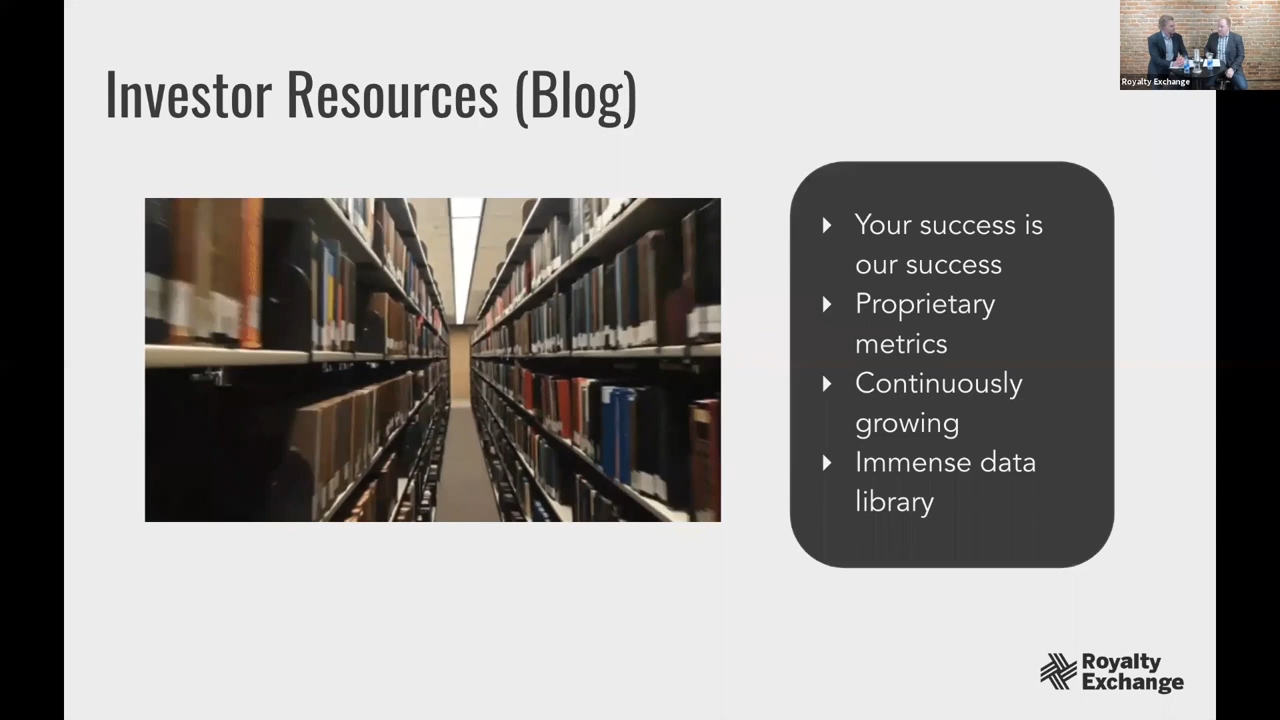 Investor Resources (Blog)
Royalty Exchange
Your success is
our success
Proprietary
metrics
Continuously
growing
Immense data
library
Royalty
Exchange